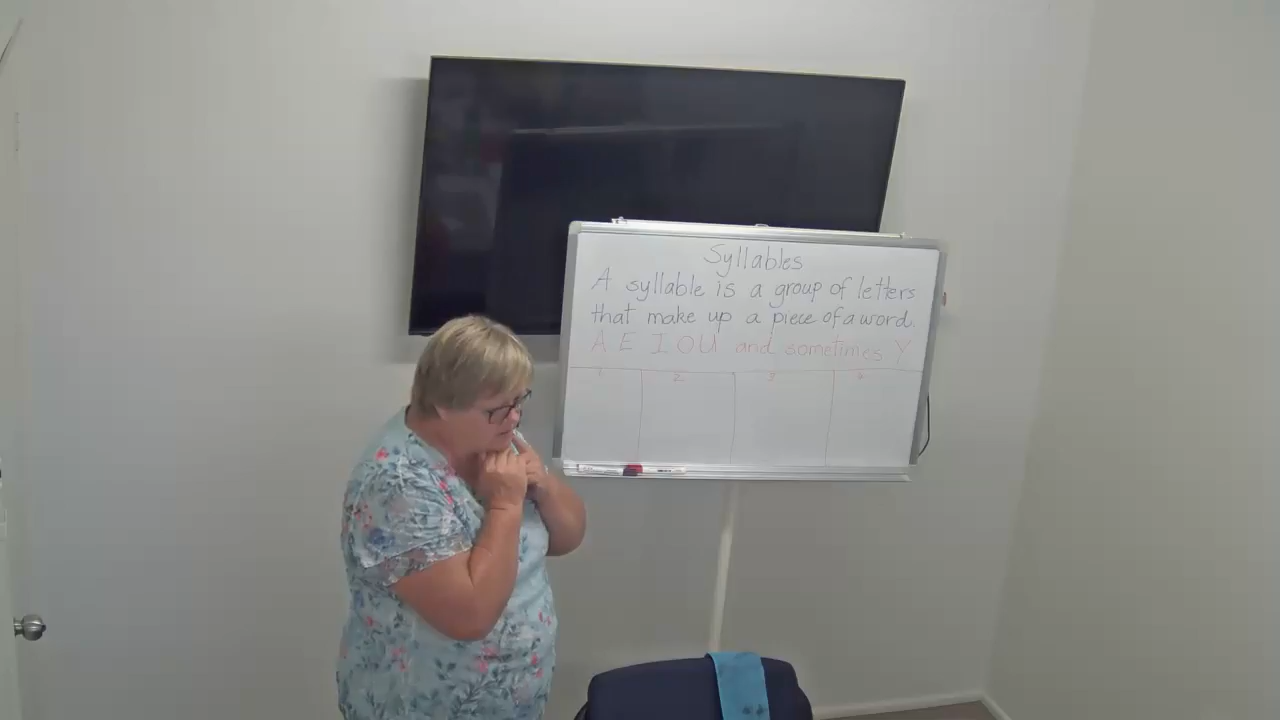 Syllables
A syllable is a group of letters
that make up a piece of a word.
A E I O U and sometimes Y
1 2 3 4